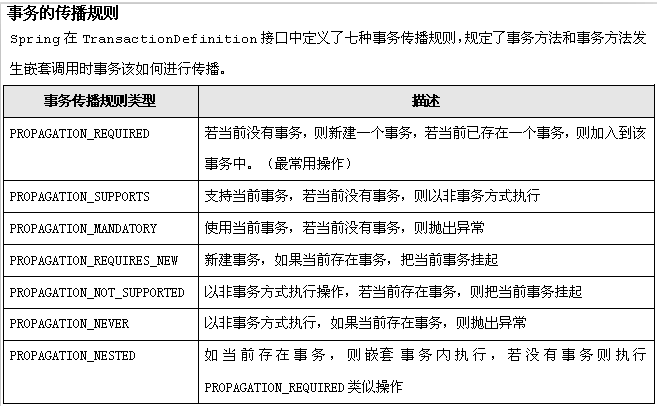 事务的传播规则
Spring 在 TransactionDefinition 接口中定义了七种事务传播规则,规定了事务方法和事务方法发
生嵌套调用时事务该如何进行传播。
事务传播规则类型 描述
PROPAGATION_REQUIRED 若当前没有事务，则新建一个事务，若当前已存在一个事务，则加入到该
事务中。（最常用操作）
PROPAGATION_SUPPORTS 支持当前事务，若当前没有事务，则以非事务方式执行
PROPAGATION_MANDATORY 使用当前事务，若当前没有事务，则抛出异常
PROPAGATION_REQUIRES_NEW 新建事务，如果当前存在事务，把当前事务挂起
PROPAGATION_NOT_SUPPORTED 以非事务方式执行操作，若当前存在事务，则把当前事务挂起
PROPAGATION_NEVER 以非事务方式执行，如果当前存在事务，则抛出异常
PROPAGATION_NESTED 如当前存在事务，则嵌套事务内执行，若没有事务则执行
PROPAGATION_REQUIRED 类似操作